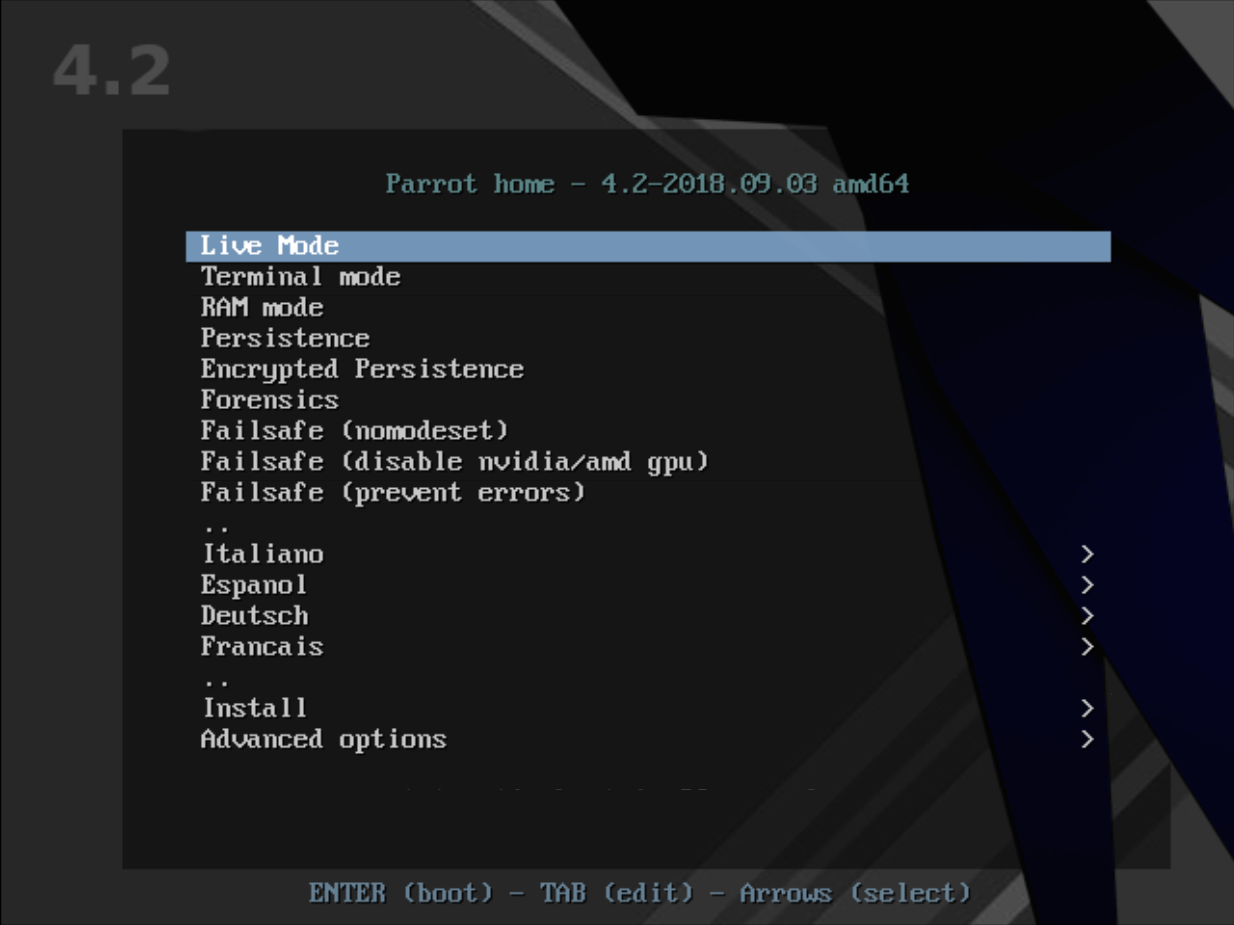 4.2
Parrot home - 4.2-2018.09.03 amd64
Live Mode
Terminal mode
RAM mode
Persistence
Encrypted Persistence
Forensics
Failsafe (nomodeset)
Failsafe (disable nvidia/amd gpu)
Failsafe (prevent errors)
..
Italiano >
Espanol >
Deutsch >
Francais >
..
Install >
Advanced options >
ENTER (boot) - TAB (edit) - Arrows (select)